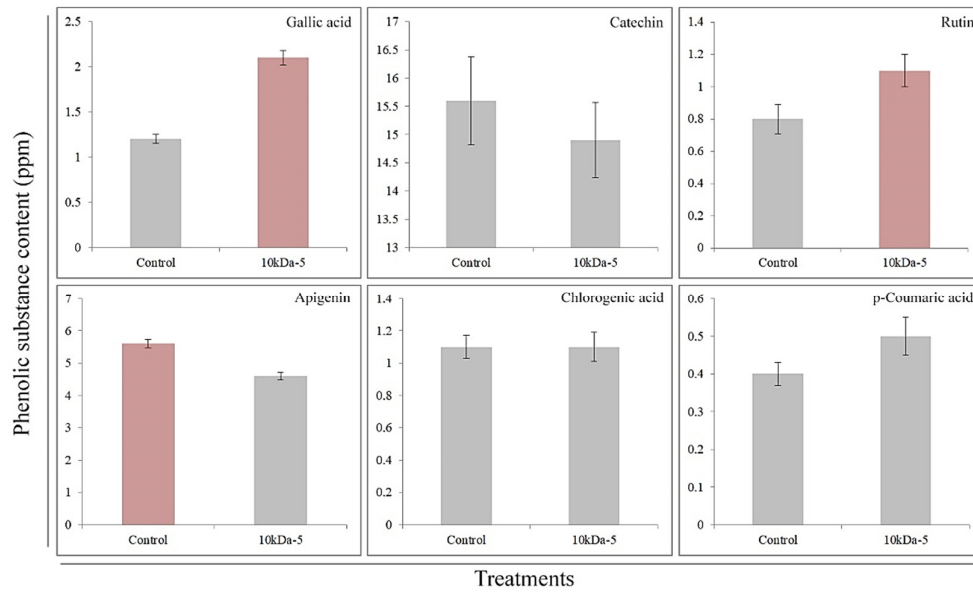 Phenolic substance content (ppm)
Gallic acid
2.5
2
1.5
1
0.5
0
Control
10kDa-5
Catechin
17
16.5
16
15.5
15
14.5
14
13.5
13
Control
10kDa-5
Rutin
1.4
1.2
1
0.8
0.6
0.4
0.2
0
Control
10kDa-5
Apigenin
7
6
5
4
3
2
1
0
Control
10kDa-5
Chlorogenic acid
1.4
1.2
1
0.8
0.6
0.4
0.2
0
Control
10kDa-5
p-Coumaric acid
0.6
0.5
0.4
0.3
0.2
0.1
0
Control
10kDa-5
Treatments